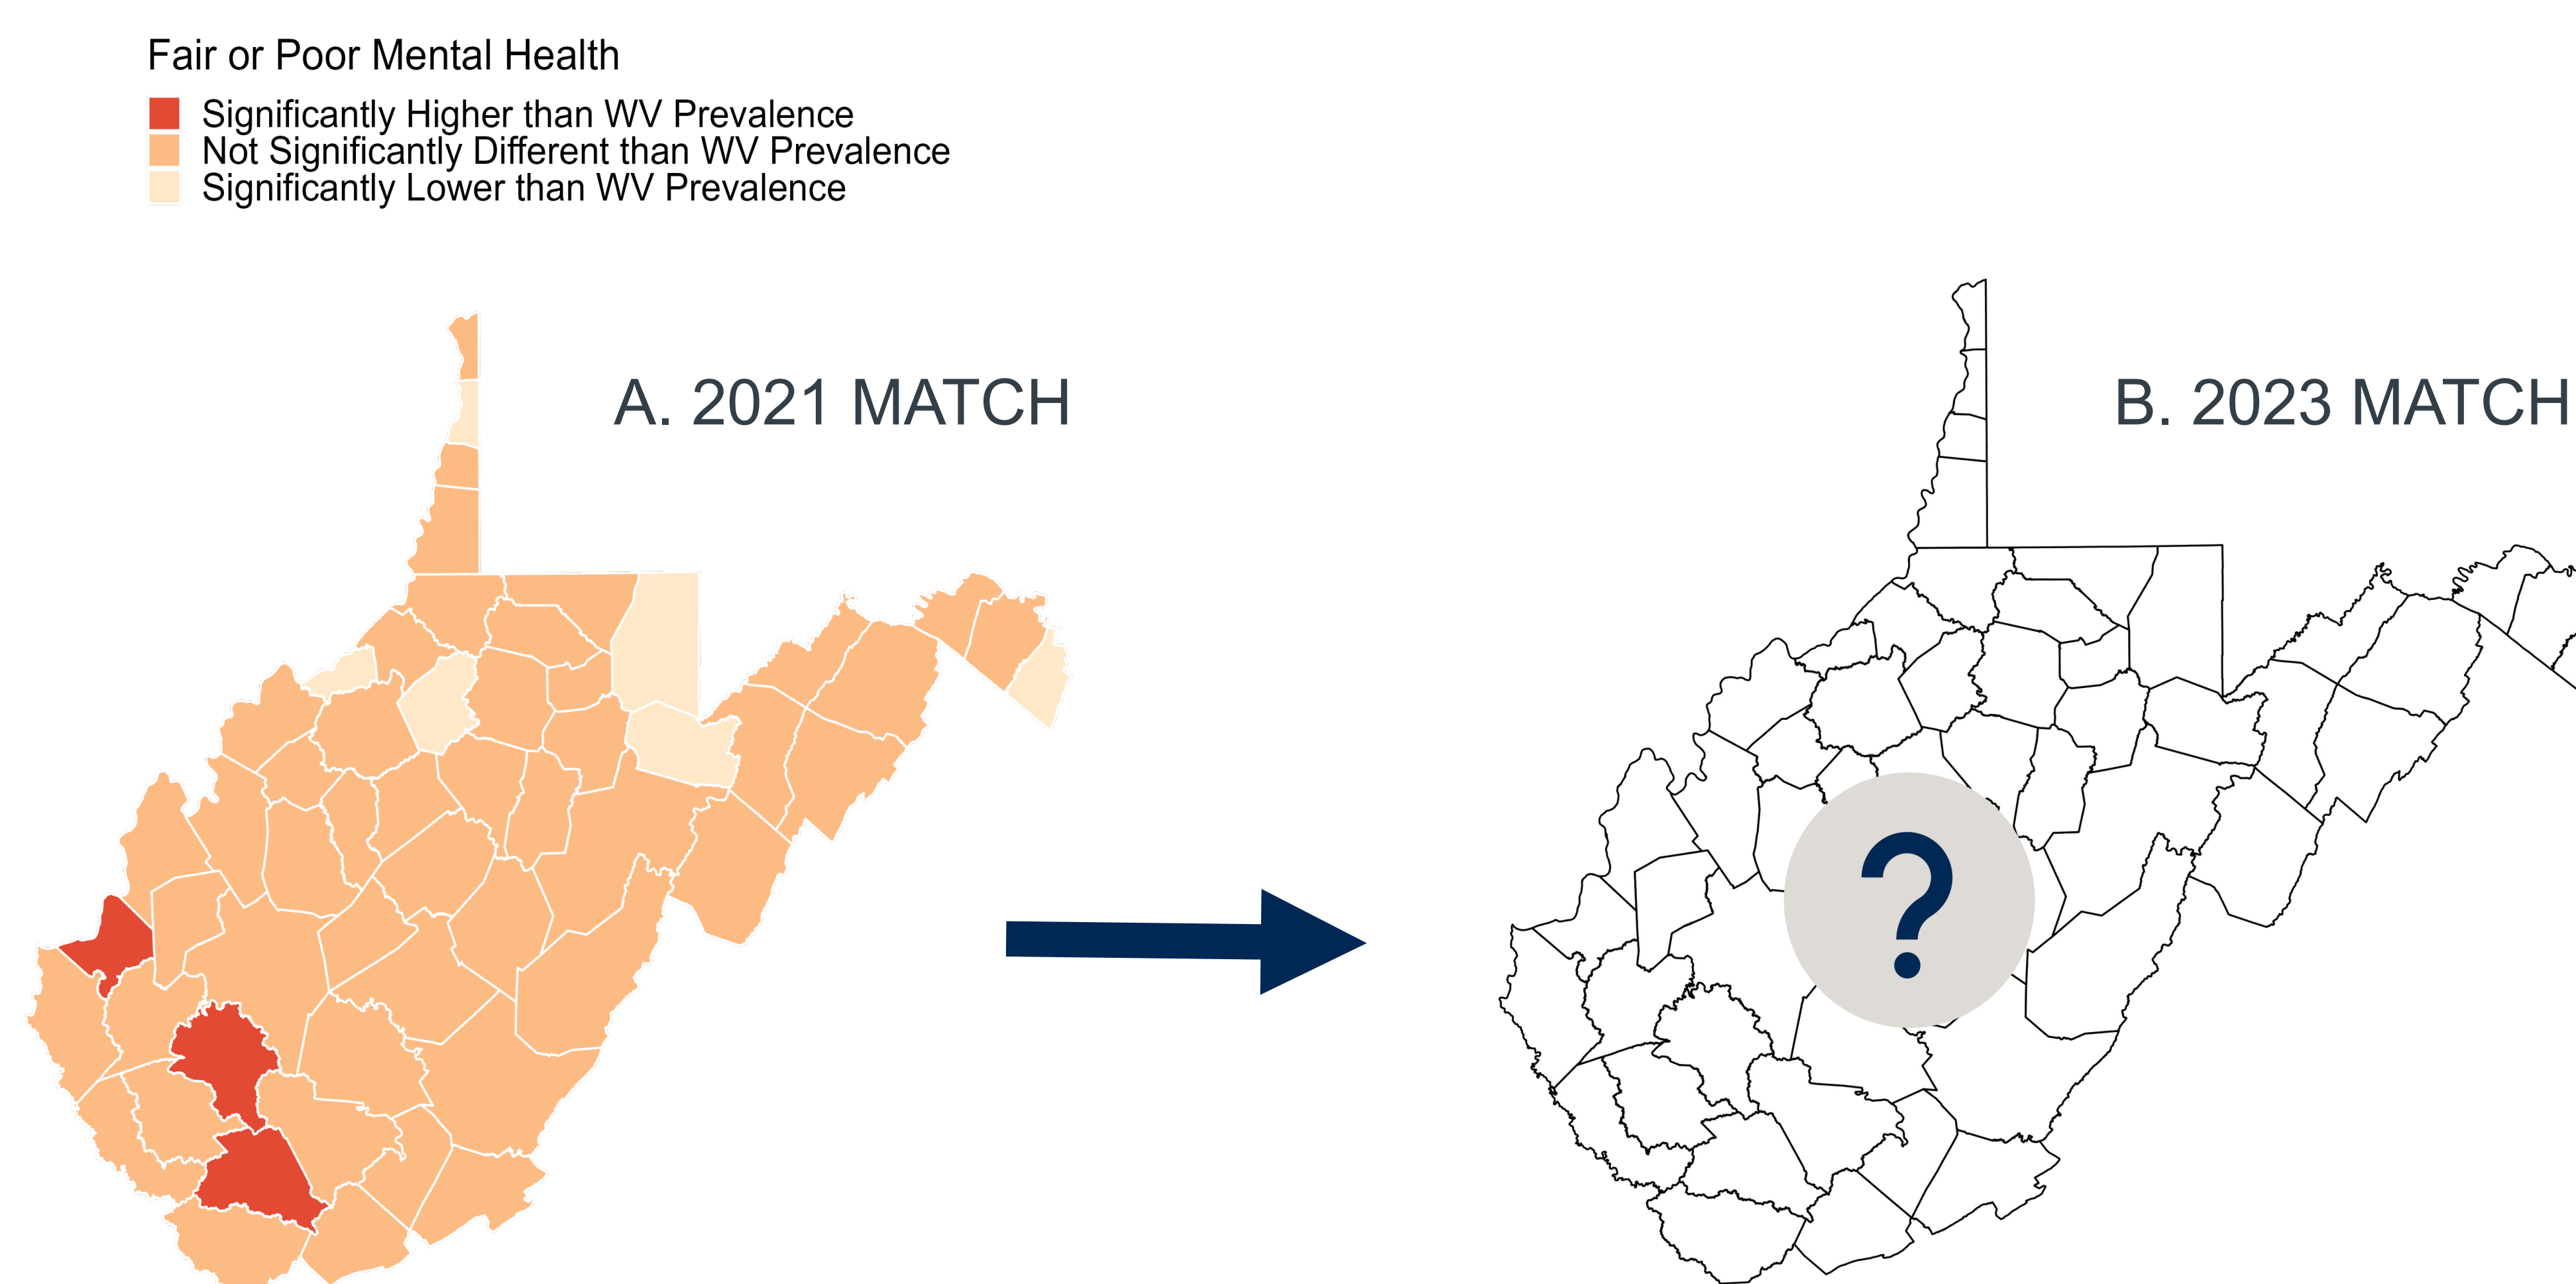 Fair or Poor Mental Health
Significantly Higher than WV Prevalence
Not Significantly Different than WV Prevalence
Significantly Lower than WV Prevalence
A. 2021 MATCH
B. 2023 MATCH
?